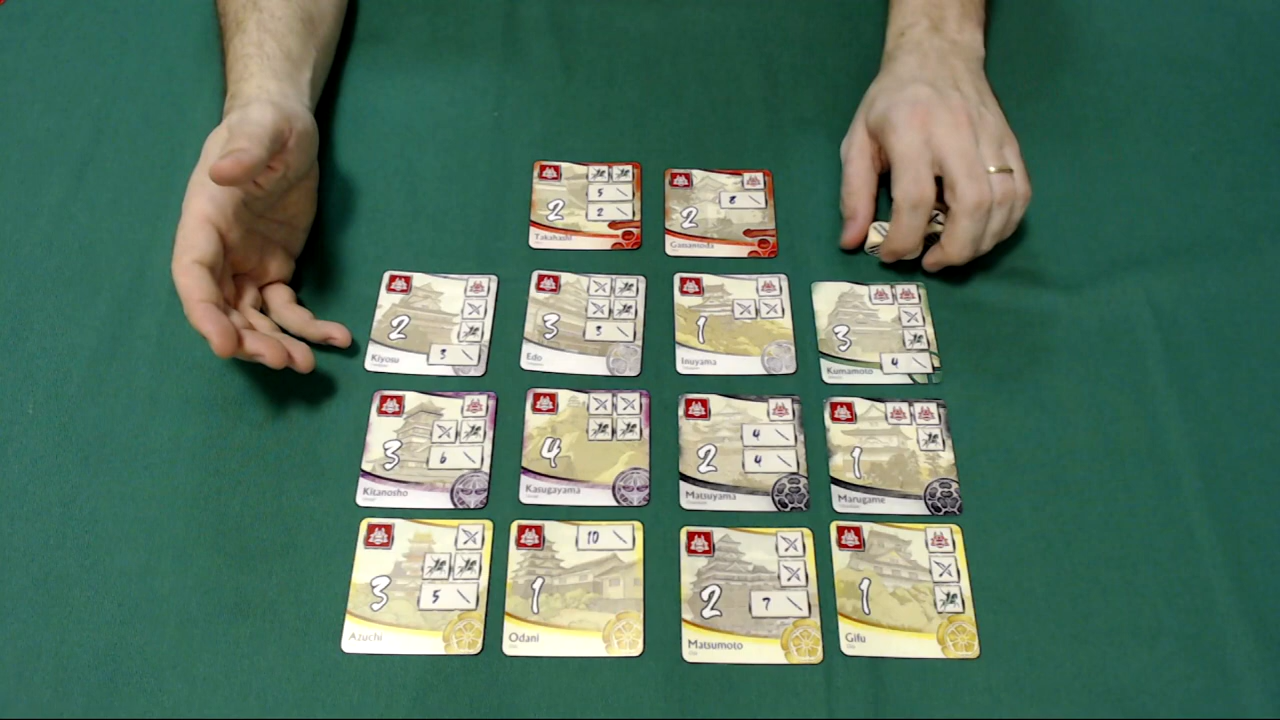 5
2
2
Takahashi
8
2
2
3
Kiyosu
3
3
Edo
1
Inuyama
3
4
Kumamoto
3
6
Kitanosho
4
Kasugayama
4
2
4
Matsuyama
1
Marugame
3
5
Azuchi
10
1
Odani
2
7
Matsumoto
1
Gifu